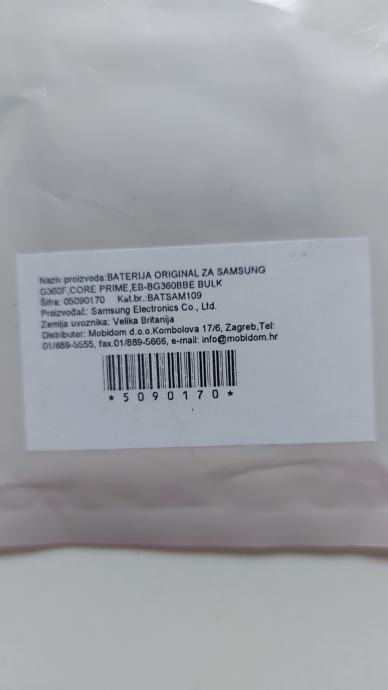 Naziv proizvoda:BATERIJA ORIGINAL ZA SAMSUNG
G360F,CORE PRIME,EB-BG360BBE BULK
Šifra: 05090170 Kat.br.:BATSAM109
Proizvođač: Samsung Electronics Co., Ltd.
Zemlja uvoznika: Velika Britanija
Distributer: Mobidom d.o.o.Kombolova 17/6, Zagreb,Tel:
01/889-5555, fax.01/889-5666, e-mail: info@mobidom.hr
*5090170*